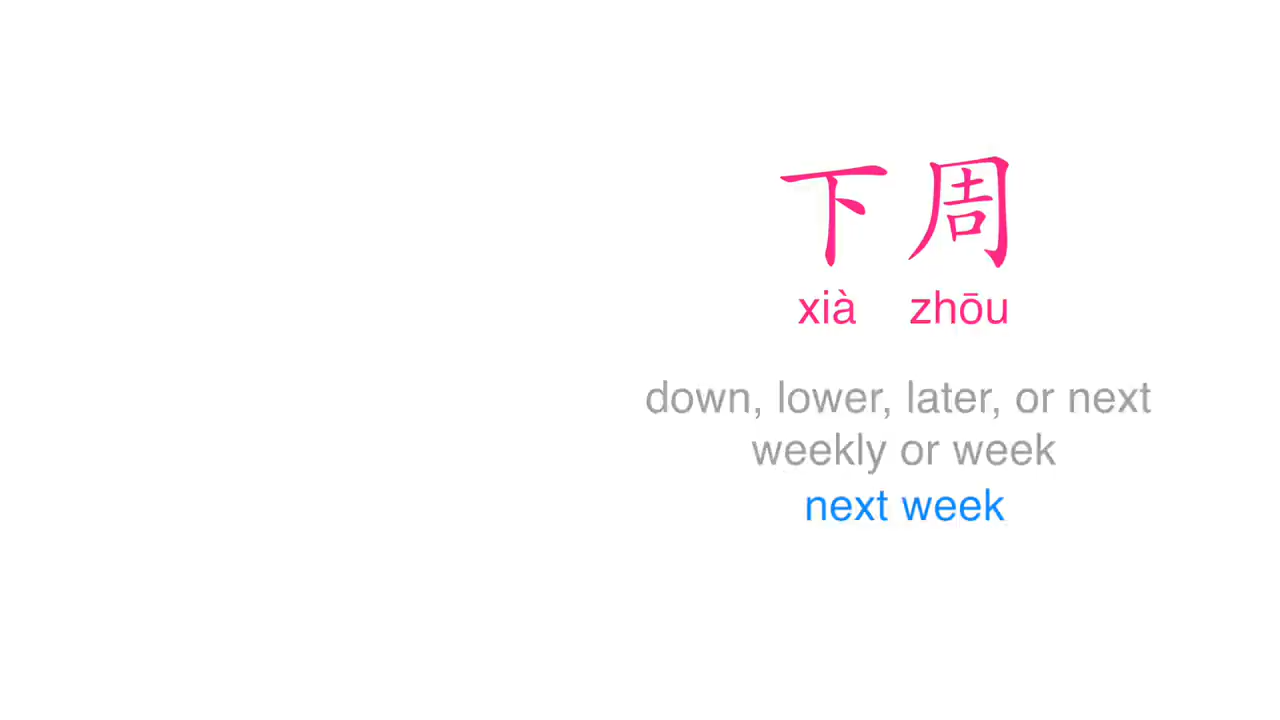 下周
xià zhōu
down, lower, later, or next
weekly or week
next week